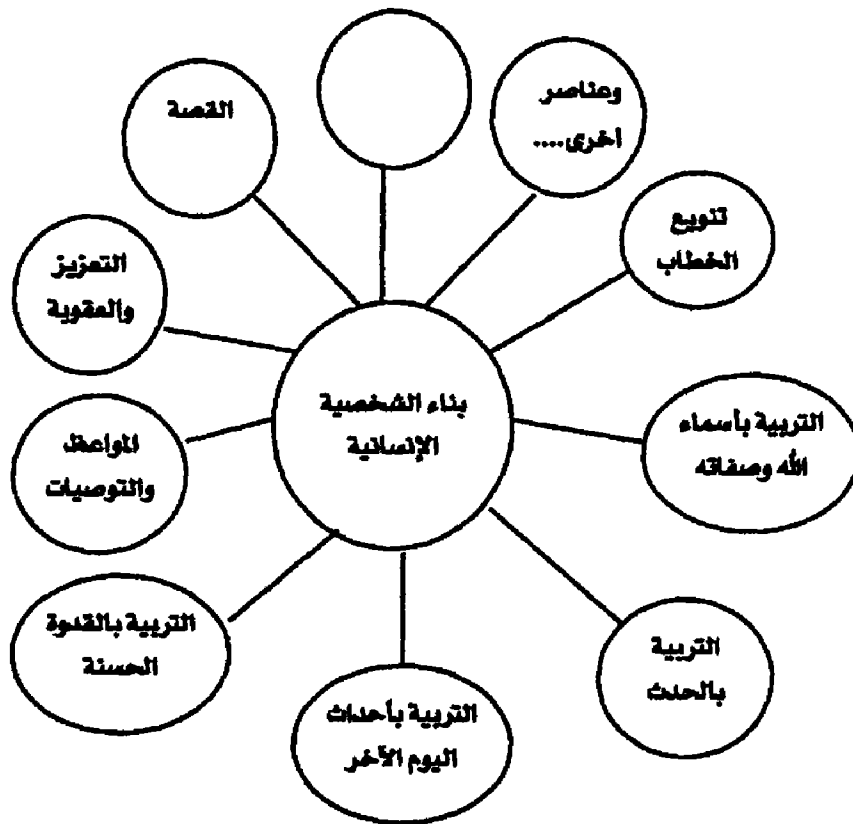 وعناصر
أخرى....
القصة
تنويع
الخطاب
التعزيز
والعقوبة
بناء الشخصية
الإنسانية
التربية بأسماء
الله وصفاته
المواعظ
والتوصيات
التربية بالقدوة
الحسنة
التربية
بالحدث
التربية بأحداث
اليوم الآخر